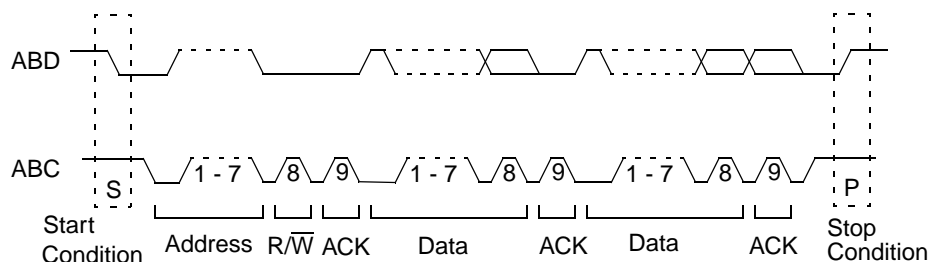 ABD
ABC
S
1 - 7
8
9
1 - 7
8
9
1 - 7
8
9
P
Start
Condition
Address
R/W̅
ACK
Data
ACK
Data
ACK
Stop
Condition